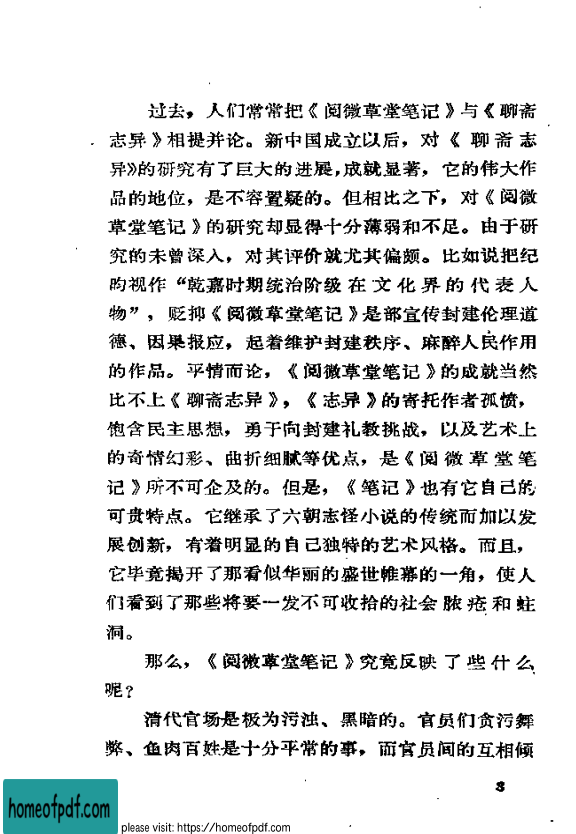 过去，人们常常把《阅微草堂笔记》与《聊斋
志异》相提并论。新中国成立以后，对《聊斋志
异》的研究有了巨大的进展，成就显著，它的伟大作
品的地位，是不容置疑的。但相比之下，对《阅微
草堂笔记》的研究却显得十分薄弱和不足。由于研
究的未曾深入，对其评价就尤其偏颇。比如说把纪
昀视作“乾嘉时期统治阶级在文化界的代表人
物”，贬抑《阅微草堂笔记》是部宣传封建伦理道
德、因果报应，起着维护封建秩序、麻醉人民作用
的作品。平情而论，《阅微草堂笔记》的成就当然
比不上《聊斋志异》，《志异》的寄托作者孤愤，
饱含民主思想，勇于向封建礼教挑战，以及艺术上
的奇情幻彩、曲折细腻等优点，是《阅微草堂笔
记》所不可企及的。但是，《笔记》也有它自己的
可贵特点。它继承了六朝志怪小说的传统而加以发
展创新，有着明显的自己独特的艺术风格。而且，
它毕竟揭开了那看似华丽的盛世帷幕的一角，使人
们看到了那些将要一发不可收拾的社会脓疮和蛀
洞。
那么，《阅微草堂笔记》究竟反映了些什么
呢？
清代官场是极为污浊、黑暗的。官员们贪污舞
弊、鱼肉百姓是十分平常的事，而官员间的互相倾
3
homeofpdf.com
please visit: https://homeofpdf.com